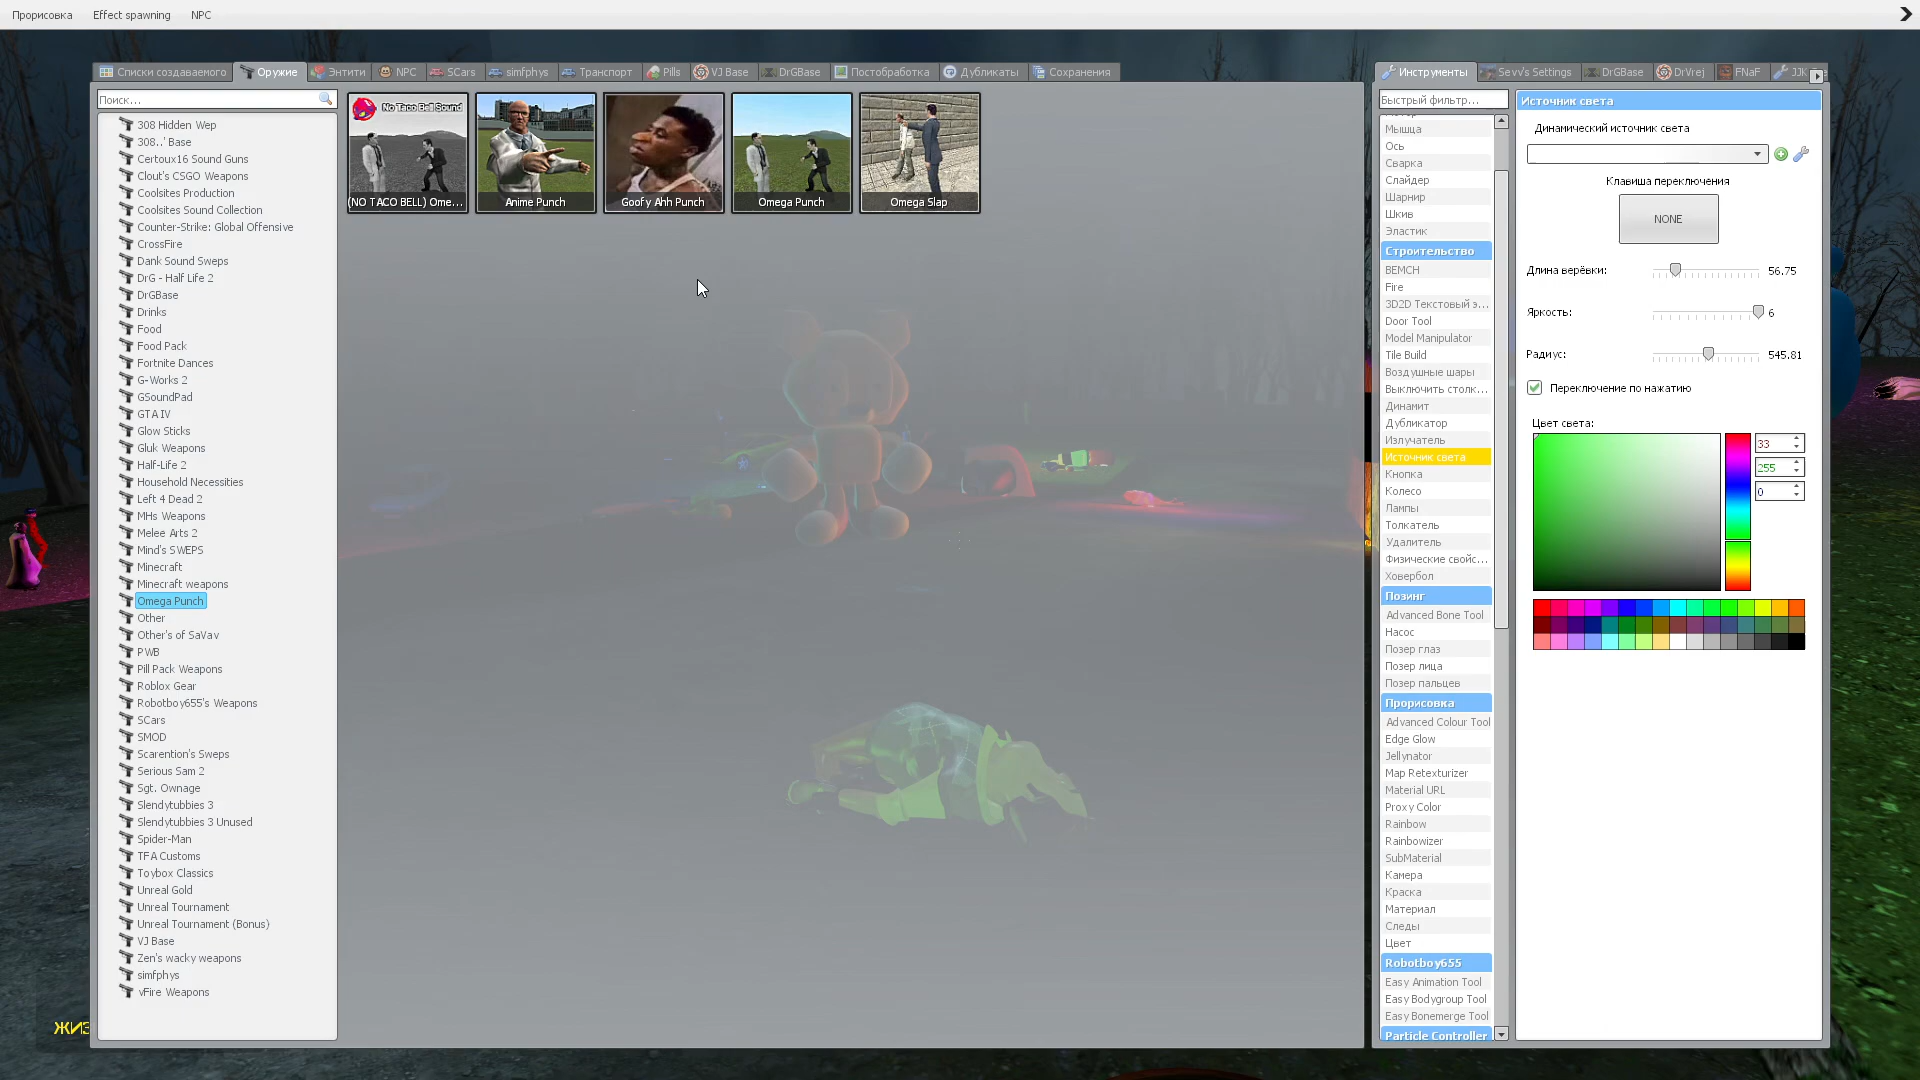 Прорисовка Effect spawning NPC
Списки создаваемого Оружие Энтити NPC SCars simfphys Транспорт Pills VJ Base DrGBase Постобработка Дубликаты Сохранения
Поиск...
308 Hidden Wep
308..' Base
Certoux16 Sound Guns
Clout's CSGO Weapons
Coolsites Production
Coolsites Sound Collection
Counter-Strike: Global Offensive
CrossFire
Dank Sound Sweps
DrG - Half Life 2
DrGBase
Drinks
Food
Food Pack
Fortnite Dances
G-Works 2
GSoundPad
GTA IV
Glow Sticks
Gluk Weapons
Half-Life 2
Household Necessities
Left 4 Dead 2
MHs Weapons
Melee Arts 2
Mind's SWEPS
Minecraft
Minecraft weapons
Omega Punch
Other
Other's of SaVav
PWB
Pill Pack Weapons
Roblox Gear
Robotboy655's Weapons
SCars
SMOD
Scarention's Sweps
Serious Sam 2
Sgt. Ownage
Slendytubbies 3
Slendytubbies 3 Unused
Spider-Man
TFA Customs
Toybox Classics
Unreal Gold
Unreal Tournament
Unreal Tournament (Bonus)
VJ Base
Zen's wacky weapons
simfphys
vFire Weapons
No Taco Bell Sound
(NO TACO BELL) Ome... Anime Punch Goofy Ahh Punch Omega Punch Omega Slap
ЖИЗ
Инструменты Sevv's Settings DrGBase DrVrej FNaF JJK
Быстрый фильтр...
Мышца
Ось
Сварка
Слайдер
Шарнир
Шкив
Эластик
Строительство
BEMCH
Fire
3D2D Текстовый э...
Door Tool
Model Manipulator
Tile Build
Воздушные шары
Выключить столк...
Динамит
Дубликатор
Излучатель
Источник света
Кнопка
Колесо
Лампы
Толкатель
Удалитель
Физические свойс...
Ховербол
Позинг
Advanced Bone Tool
Насос
Позер глаз
Позер лица
Позер пальцев
Прорисовка
Advanced Colour Tool
Edge Glow
Jellynator
Map Retexturizer
Material URL
Proxy Color
Rainbow
Rainbowizer
SubMaterial
Камера
Краска
Материал
Следы
Цвет
Robotboy655
Easy Animation Tool
Easy Bodygroup Tool
Easy Bonemerge Tool
Particle Controller
Источник света
Динамический источник света
Клавиша переключения
NONE
Длина верёвки: 56.75
Яркость: 6
Радиус: 545.81
Переключение по нажатию
Цвет света:
33
255
0